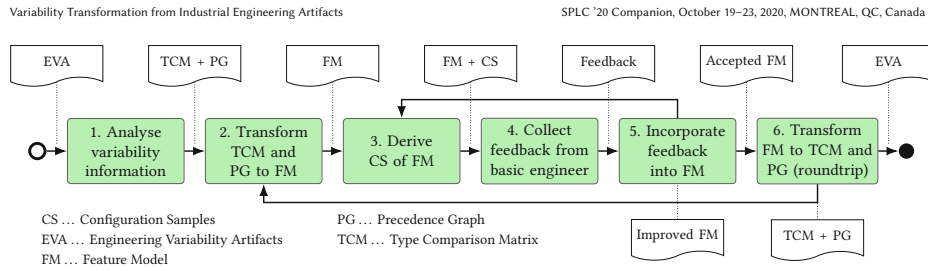 Variability Transformation from Industrial Engineering Artifacts
SPLC '20 Companion, October 19–23, 2020, MONTREAL, QC, Canada
EVA
TCM + PG
FM
FM + CS
Feedback
Accepted FM
EVA
1. Analyse
variability
information
2. Transform
TCM and
PG to FM
3. Derive
CS of FM
4. Collect
feedback from
basic engineer
5. Incorporate
feedback
into FM
6. Transform
FM to TCM and
PG (roundtrip)
CS … Configuration Samples
EVA … Engineering Variability Artifacts
FM … Feature Model
PG … Precedence Graph
TCM … Type Comparison Matrix
Improved FM
TCM + PG